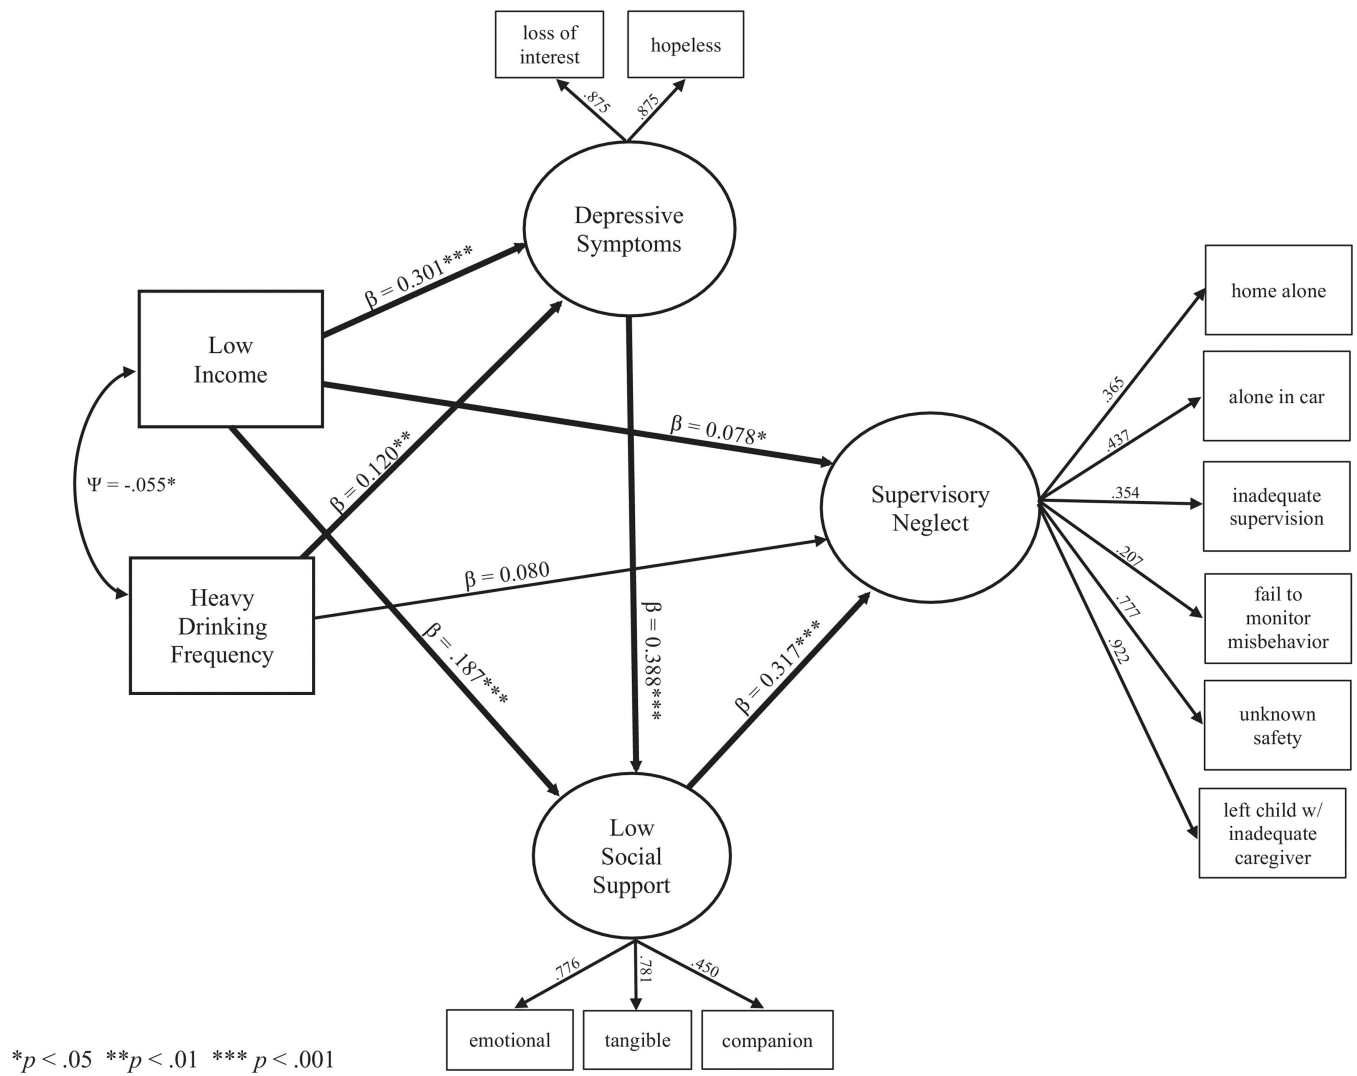 loss of
interest
hopeless
.875
.875
Depressive
Symptoms
β = 0.301***
Low
Income
β = 0.120**
β = 0.078*
Ψ = -.055*
Heavy
Drinking
Frequency
β = 0.080
β = .187***
β = 0.388***
β = 0.317***
Supervisory
Neglect
.365
.437
.354
.207
.777
.922
home alone
alone in car
inadequate
supervision
fail to
monitor
misbehavior
unknown
safety
left child w/
inadequate
caregiver
Low
Social
Support
.776
.781
.450
emotional
tangible
companion
*p < .05 **p < .01 *** p < .001